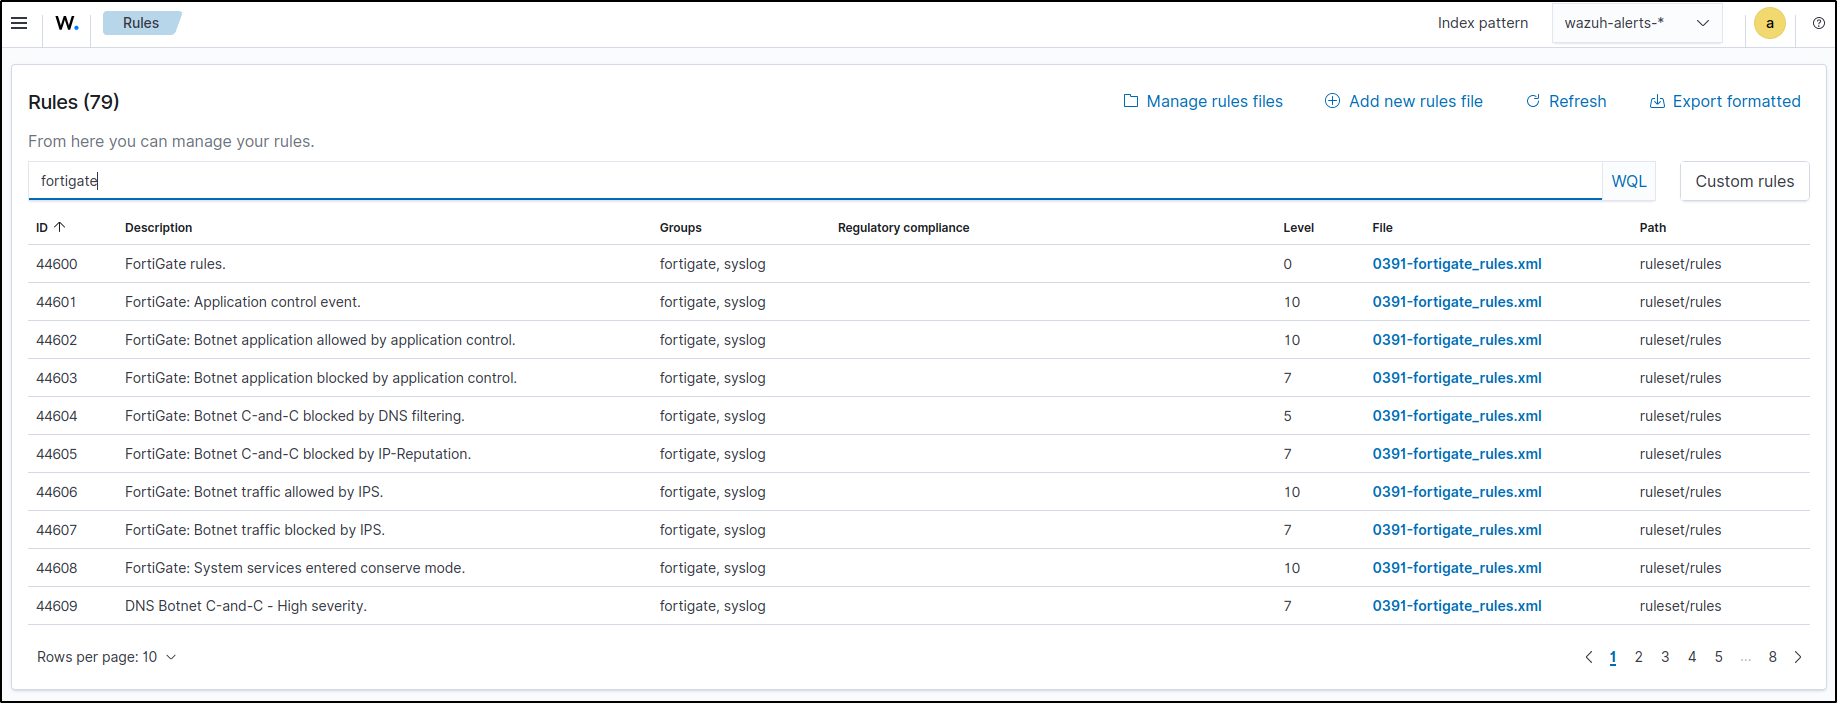 W. Rules Index pattern wazuh-alerts-* a
Rules (79) Manage rules files Add new rules file Refresh Export formatted
From here you can manage your rules.
fortigate WQL Custom rules
ID Description Groups Regulatory compliance Level File Path
44600 FortiGate rules. fortigate, syslog 0 0391-fortigate_rules.xml ruleset/rules
44601 FortiGate: Application control event. fortigate, syslog 10 0391-fortigate_rules.xml ruleset/rules
44602 FortiGate: Botnet application allowed by application control. fortigate, syslog 10 0391-fortigate_rules.xml ruleset/rules
44603 FortiGate: Botnet application blocked by application control. fortigate, syslog 7 0391-fortigate_rules.xml ruleset/rules
44604 FortiGate: Botnet C-and-C blocked by DNS filtering. fortigate, syslog 5 0391-fortigate_rules.xml ruleset/rules
44605 FortiGate: Botnet C-and-C blocked by IP-Reputation. fortigate, syslog 7 0391-fortigate_rules.xml ruleset/rules
44606 FortiGate: Botnet traffic allowed by IPS. fortigate, syslog 10 0391-fortigate_rules.xml ruleset/rules
44607 FortiGate: Botnet traffic blocked by IPS. fortigate, syslog 7 0391-fortigate_rules.xml ruleset/rules
44608 FortiGate: System services entered conserve mode. fortigate, syslog 10 0391-fortigate_rules.xml ruleset/rules
44609 DNS Botnet C-and-C - High severity. fortigate, syslog 7 0391-fortigate_rules.xml ruleset/rules
Rows per page: 10 1 2 3 4 5 ... 8